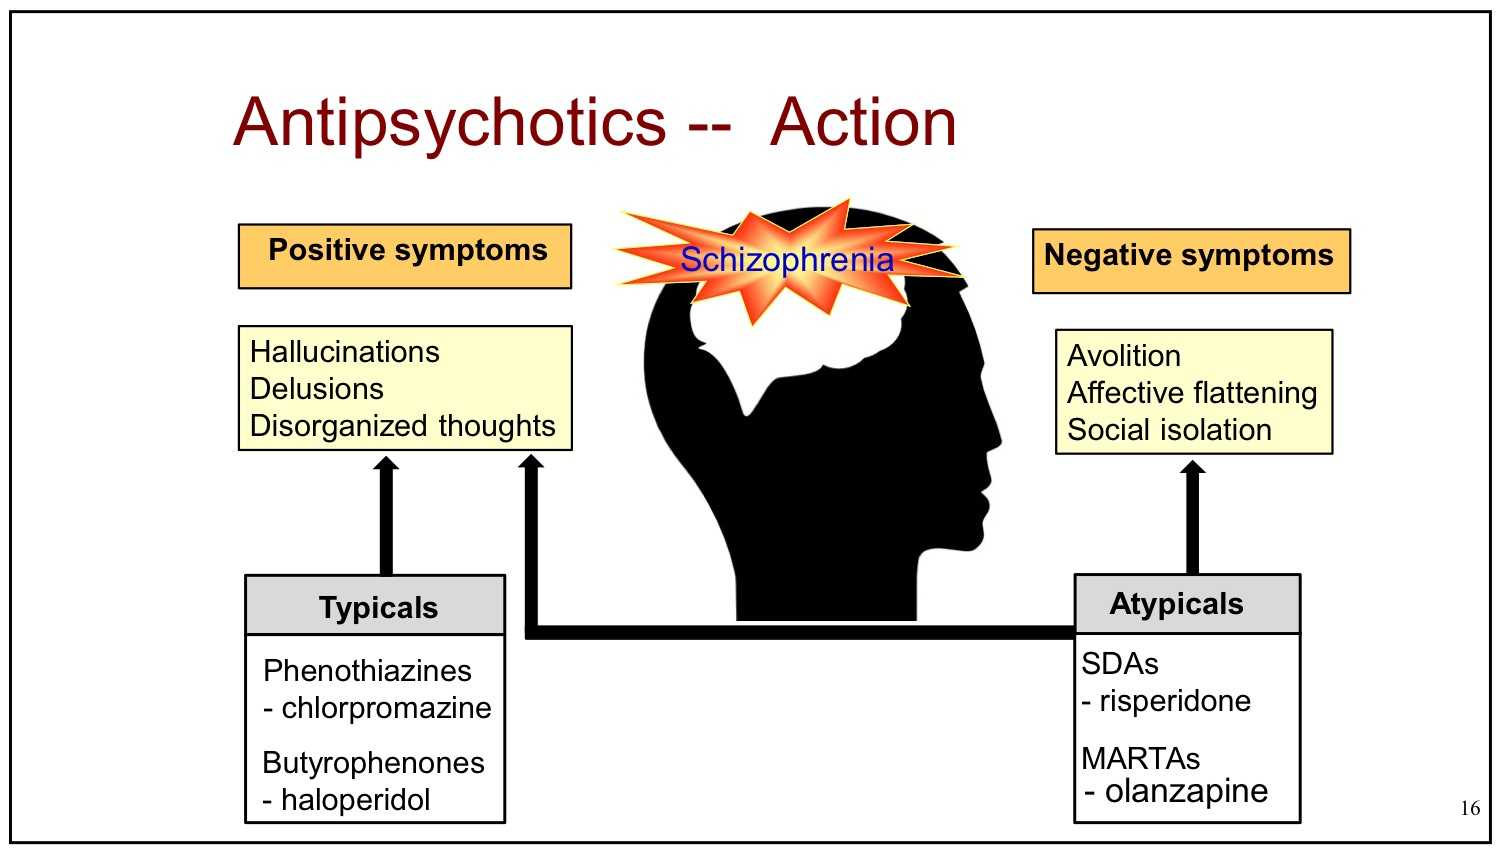 Antipsychotics -- Action
Positive symptoms
Schizophrenia
Negative symptoms
Hallucinations
Delusions
Disorganized thoughts
Avolition
Affective flattening
Social isolation
Typicals
Phenothiazines
- chlorpromazine
Butyrophenones
- haloperidol
Atypicals
SDAs
- risperidone
MARTAs
- olanzapine
16